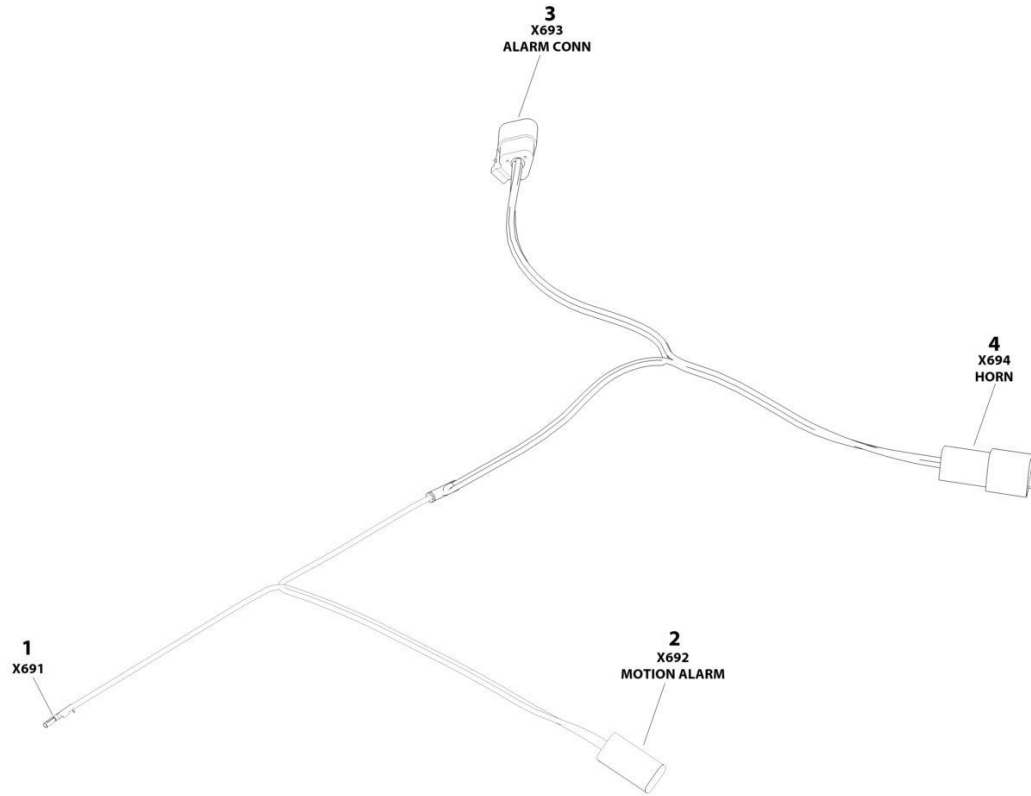 3
X693
ALARM CONN
4
X694
HORN
1
X691
2
X692
MOTION ALARM